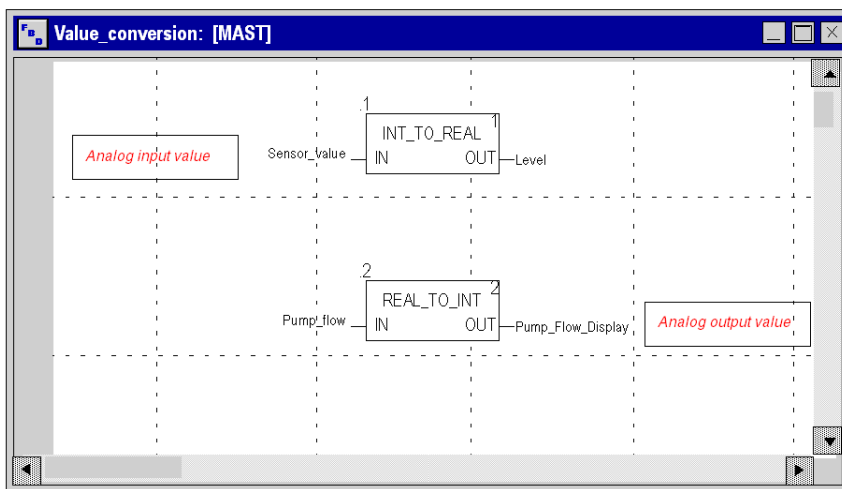 FBD
Value_conversion: [MAST]
.1
INT_TO_REAL 1
Analog input value
Sensor_Value IN OUT Level
.2
REAL_TO_INT 2
Pump_flow IN OUT Pump_Flow_Display
Analog output value